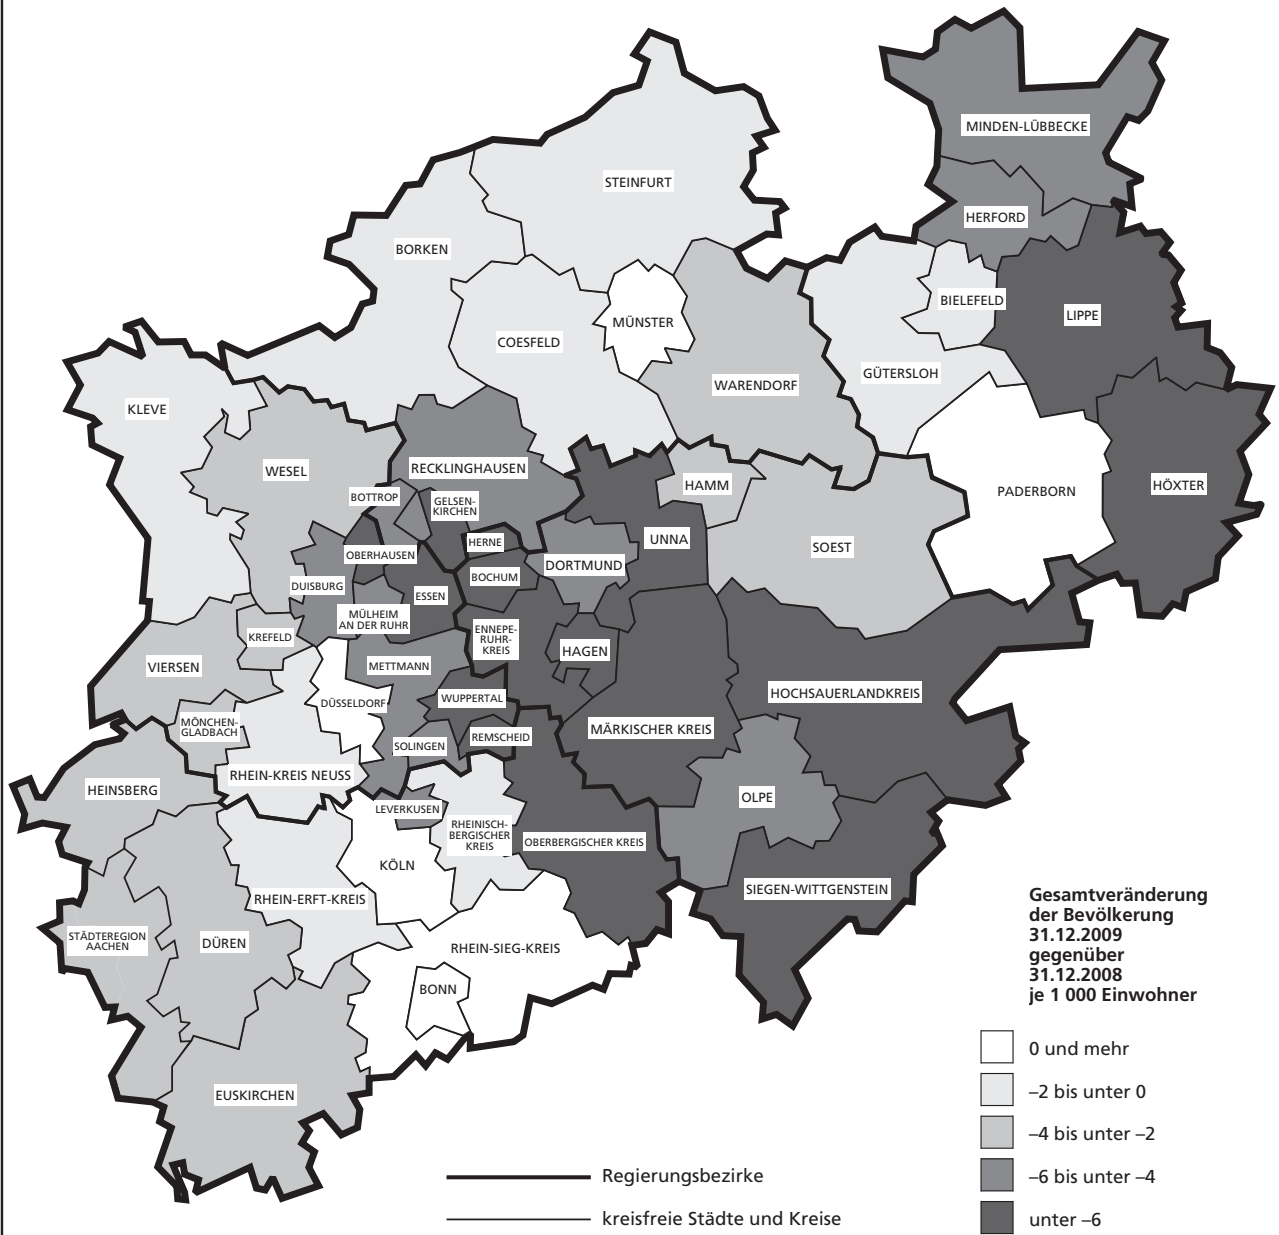 MINDEN-LÜBBECKE
STEINFURT
HERFORD
BORKEN
BIELEFELD
LIPPE
MÜNSTER
COESFELD
GÜTERSLOH
WARENDORF
KLEVE
RECKLINGHAUSEN
WESEL
HAMM
HÖXTER
PADERBORN
BOTTROP
GELSEN-
KIRCHEN
UNNA
HERNE
SOEST
OBERHAUSEN
DORTMUND
BOCHUM
DUISBURG
ESSEN
MÜLHEIM
AN DER RUHR
KREFELD
ENNEPE-
RUHR-
KREIS
HAGEN
VIERSEN
METTMANN
HOCHSAUERLANDKREIS
WUPPERTAL
DÜSSELDORF
MÖNCHEN-
GLADBACH
MÄRKISCHER KREIS
REMSCHEID
SOLINGEN
RHEIN-KREIS NEUSS
HEINSBERG
OLPE
LEVERKUSEN
RHEINISCH-
BERGISCHER
KREIS
OBERBERGISCHER KREIS
KÖLN
SIEGEN-WITTGENSTEIN
RHEIN-ERFT-KREIS
STÄDTEREGION
AACHEN
DÜREN
RHEIN-SIEG-KREIS
BONN
EUSKIRCHEN
Gesamtveränderung
der Bevölkerung
31.12.2009
gegenüber
31.12.2008
je 1 000 Einwohner
0 und mehr
–2 bis unter 0
–4 bis unter –2
–6 bis unter –4
unter –6
Regierungsbezirke
kreisfreie Städte und Kreise